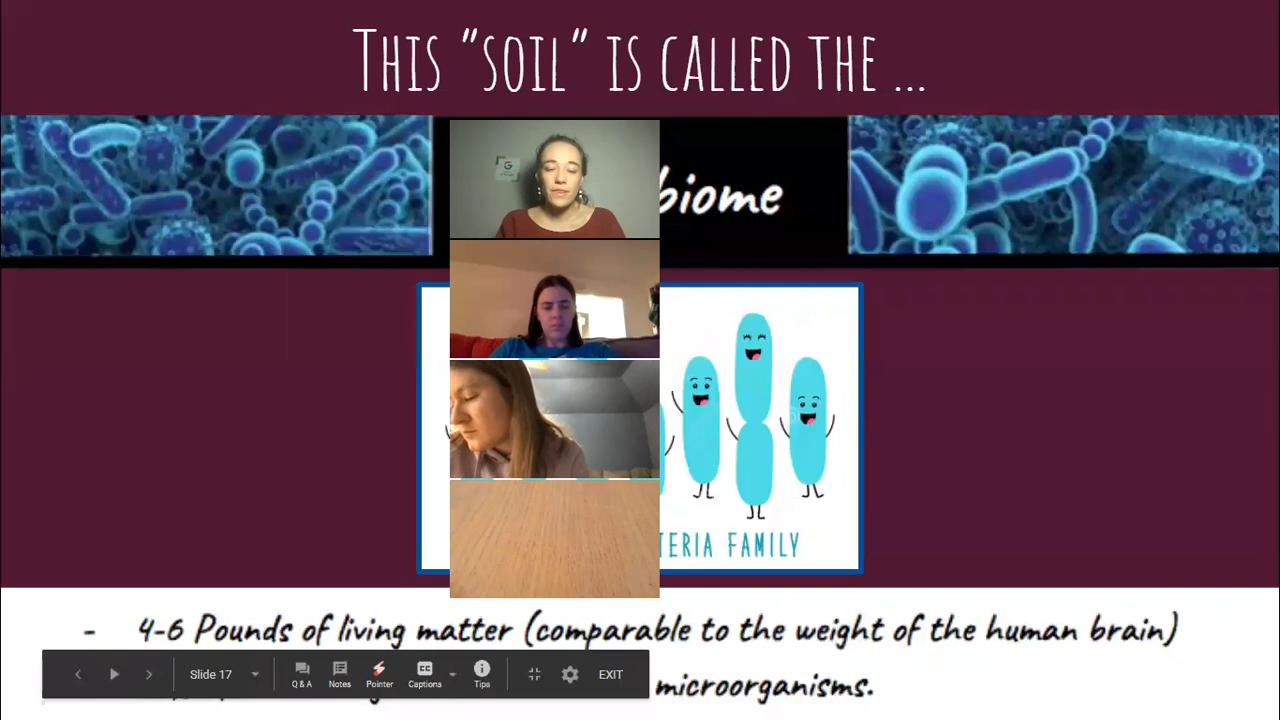 This "soil" is called the ...
biome
TERIA FAMILY
- 4-6 Pounds of living matter (comparable to the weight of the human brain)
microorganisms.
Slide 17
Q & A
Notes
Pointer
CC
Captions
Tips
EXIT
G